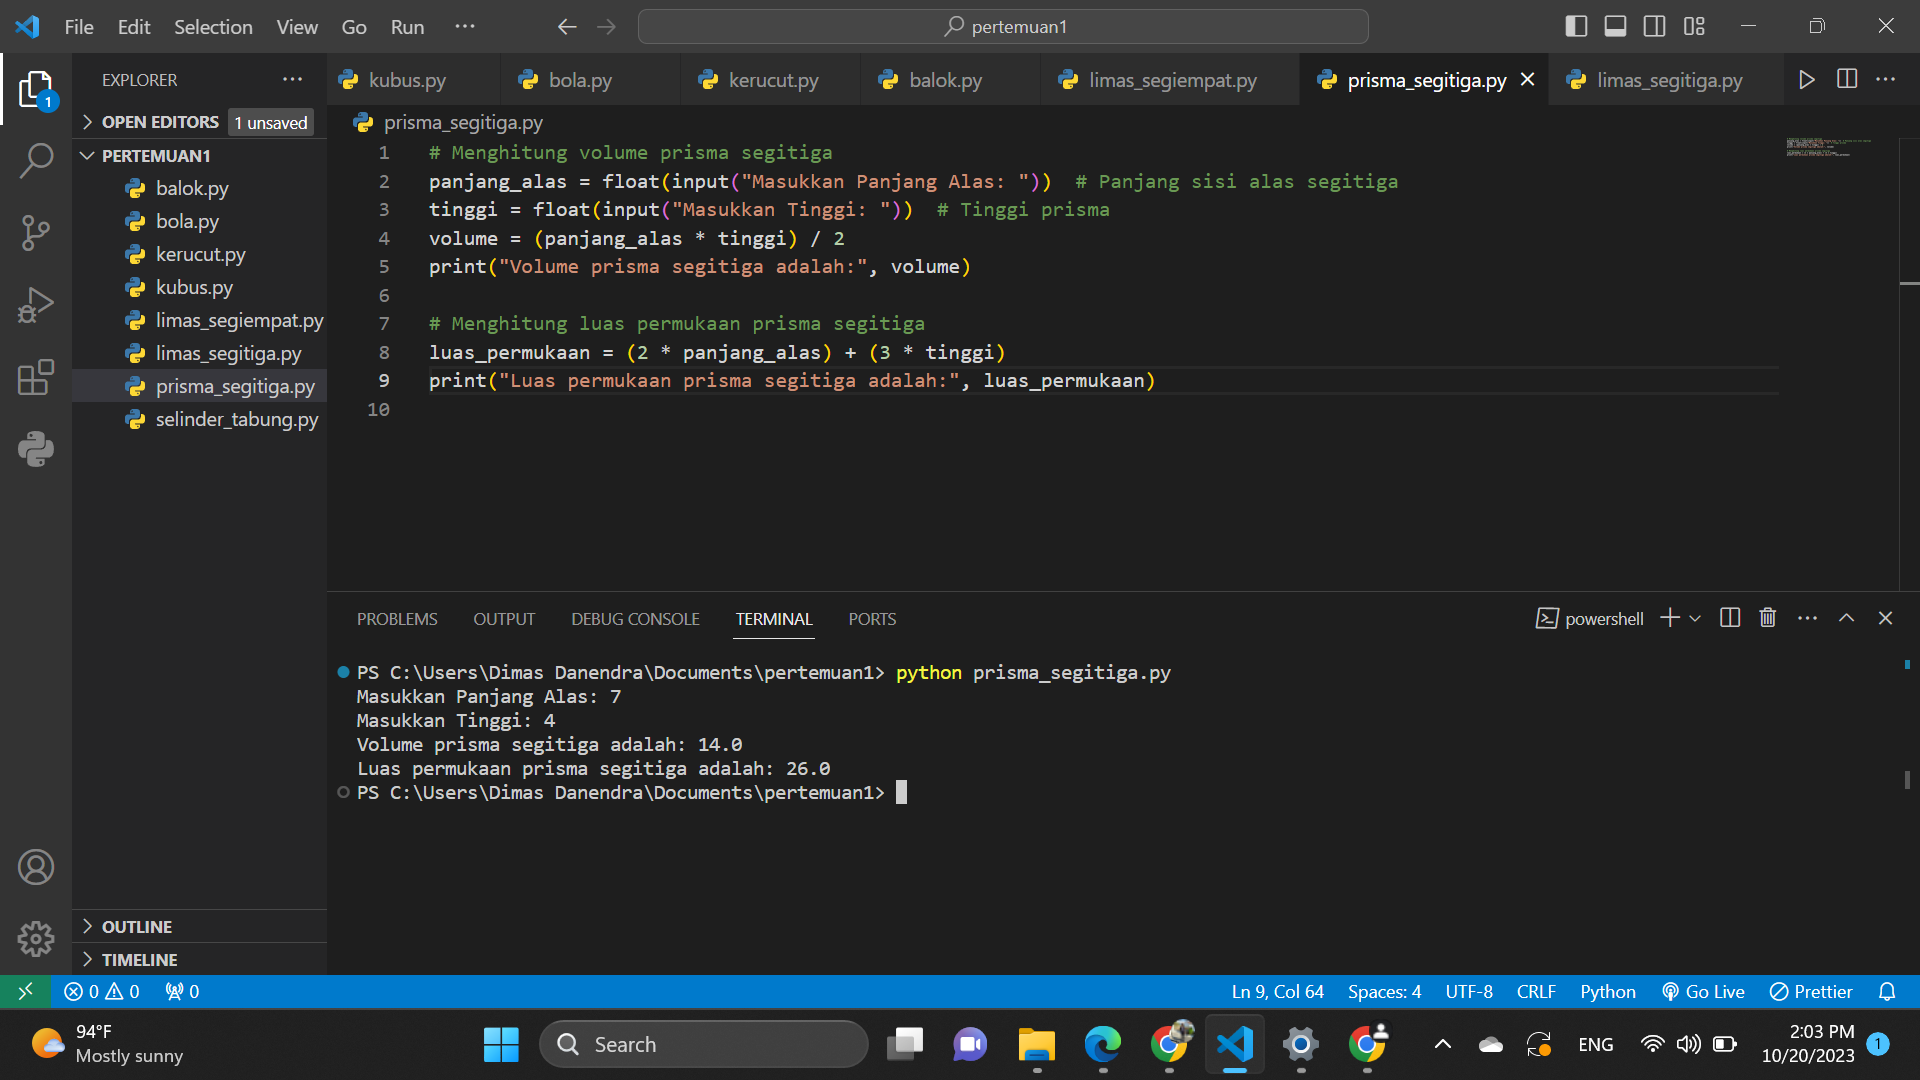 File Edit Selection View Go Run ···
pertemuan1
EXPLORER ···
1
OPEN EDITORS 1 unsaved
PERTEMUAN1
balok.py
bola.py
kerucut.py
kubus.py
limas_segiempat.py
limas_segitiga.py
prisma_segitiga.py
selinder_tabung.py
OUTLINE
TIMELINE
kubus.py bola.py kerucut.py balok.py limas_segiempat.py prisma_segitiga.py limas_segitiga.py
prisma_segitiga.py
1 # Menghitung volume prisma segitiga
2 panjang_alas = float(input("Masukkan Panjang Alas: ")) # Panjang sisi alas segitiga
3 tinggi = float(input("Masukkan Tinggi: ")) # Tinggi prisma
4 volume = (panjang_alas * tinggi) / 2
5 print("Volume prisma segitiga adalah:", volume)
6
7 # Menghitung luas permukaan prisma segitiga
8 luas_permukaan = (2 * panjang_alas) + (3 * tinggi)
9 print("Luas permukaan prisma segitiga adalah:", luas_permukaan)
10
PROBLEMS OUTPUT DEBUG CONSOLE TERMINAL PORTS
powershell
PS C:\Users\Dimas Danendra\Documents\pertemuan1> python prisma_segitiga.py
Masukkan Panjang Alas: 7
Masukkan Tinggi: 4
Volume prisma segitiga adalah: 14.0
Luas permukaan prisma segitiga adalah: 26.0
PS C:\Users\Dimas Danendra\Documents\pertemuan1>
0 0 0
Ln 9, Col 64 Spaces: 4 UTF-8 CRLF Python Go Live Prettier
94°F
Mostly sunny
Search
ENG
2:03 PM
10/20/2023
1